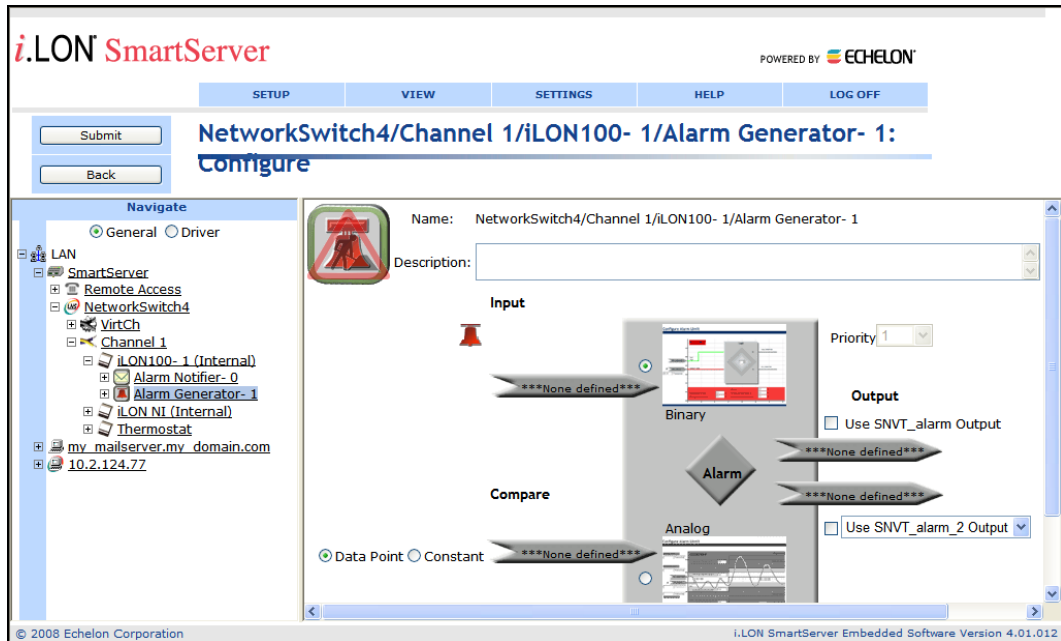 i.LON® SmartServer
POWERED BY ECHELON®
SETUP VIEW SETTINGS HELP LOG OFF
Submit
Back
NetworkSwitch4/Channel 1/iLON100- 1/Alarm Generator- 1:
Configure
Navigate
General Driver
LAN
SmartServer
Remote Access
NetworkSwitch4
VirtCh
Channel 1
iLON100- 1 (Internal)
Alarm Notifier- 0
Alarm Generator- 1
iLON NI (Internal)
Thermostat
my_mailserver.my_domain.com
10.2.124.77
Name: NetworkSwitch4/Channel 1/iLON100- 1/Alarm Generator- 1
Description:
Input
Priority 1
***None defined***
Binary
Output
Use SNVT_alarm Output
***None defined***
Alarm
***None defined***
Compare
Analog
Use SNVT_alarm_2 Output
Data Point Constant
***None defined***
© 2008 Echelon Corporation
i.LON SmartServer Embedded Software Version 4.01.012